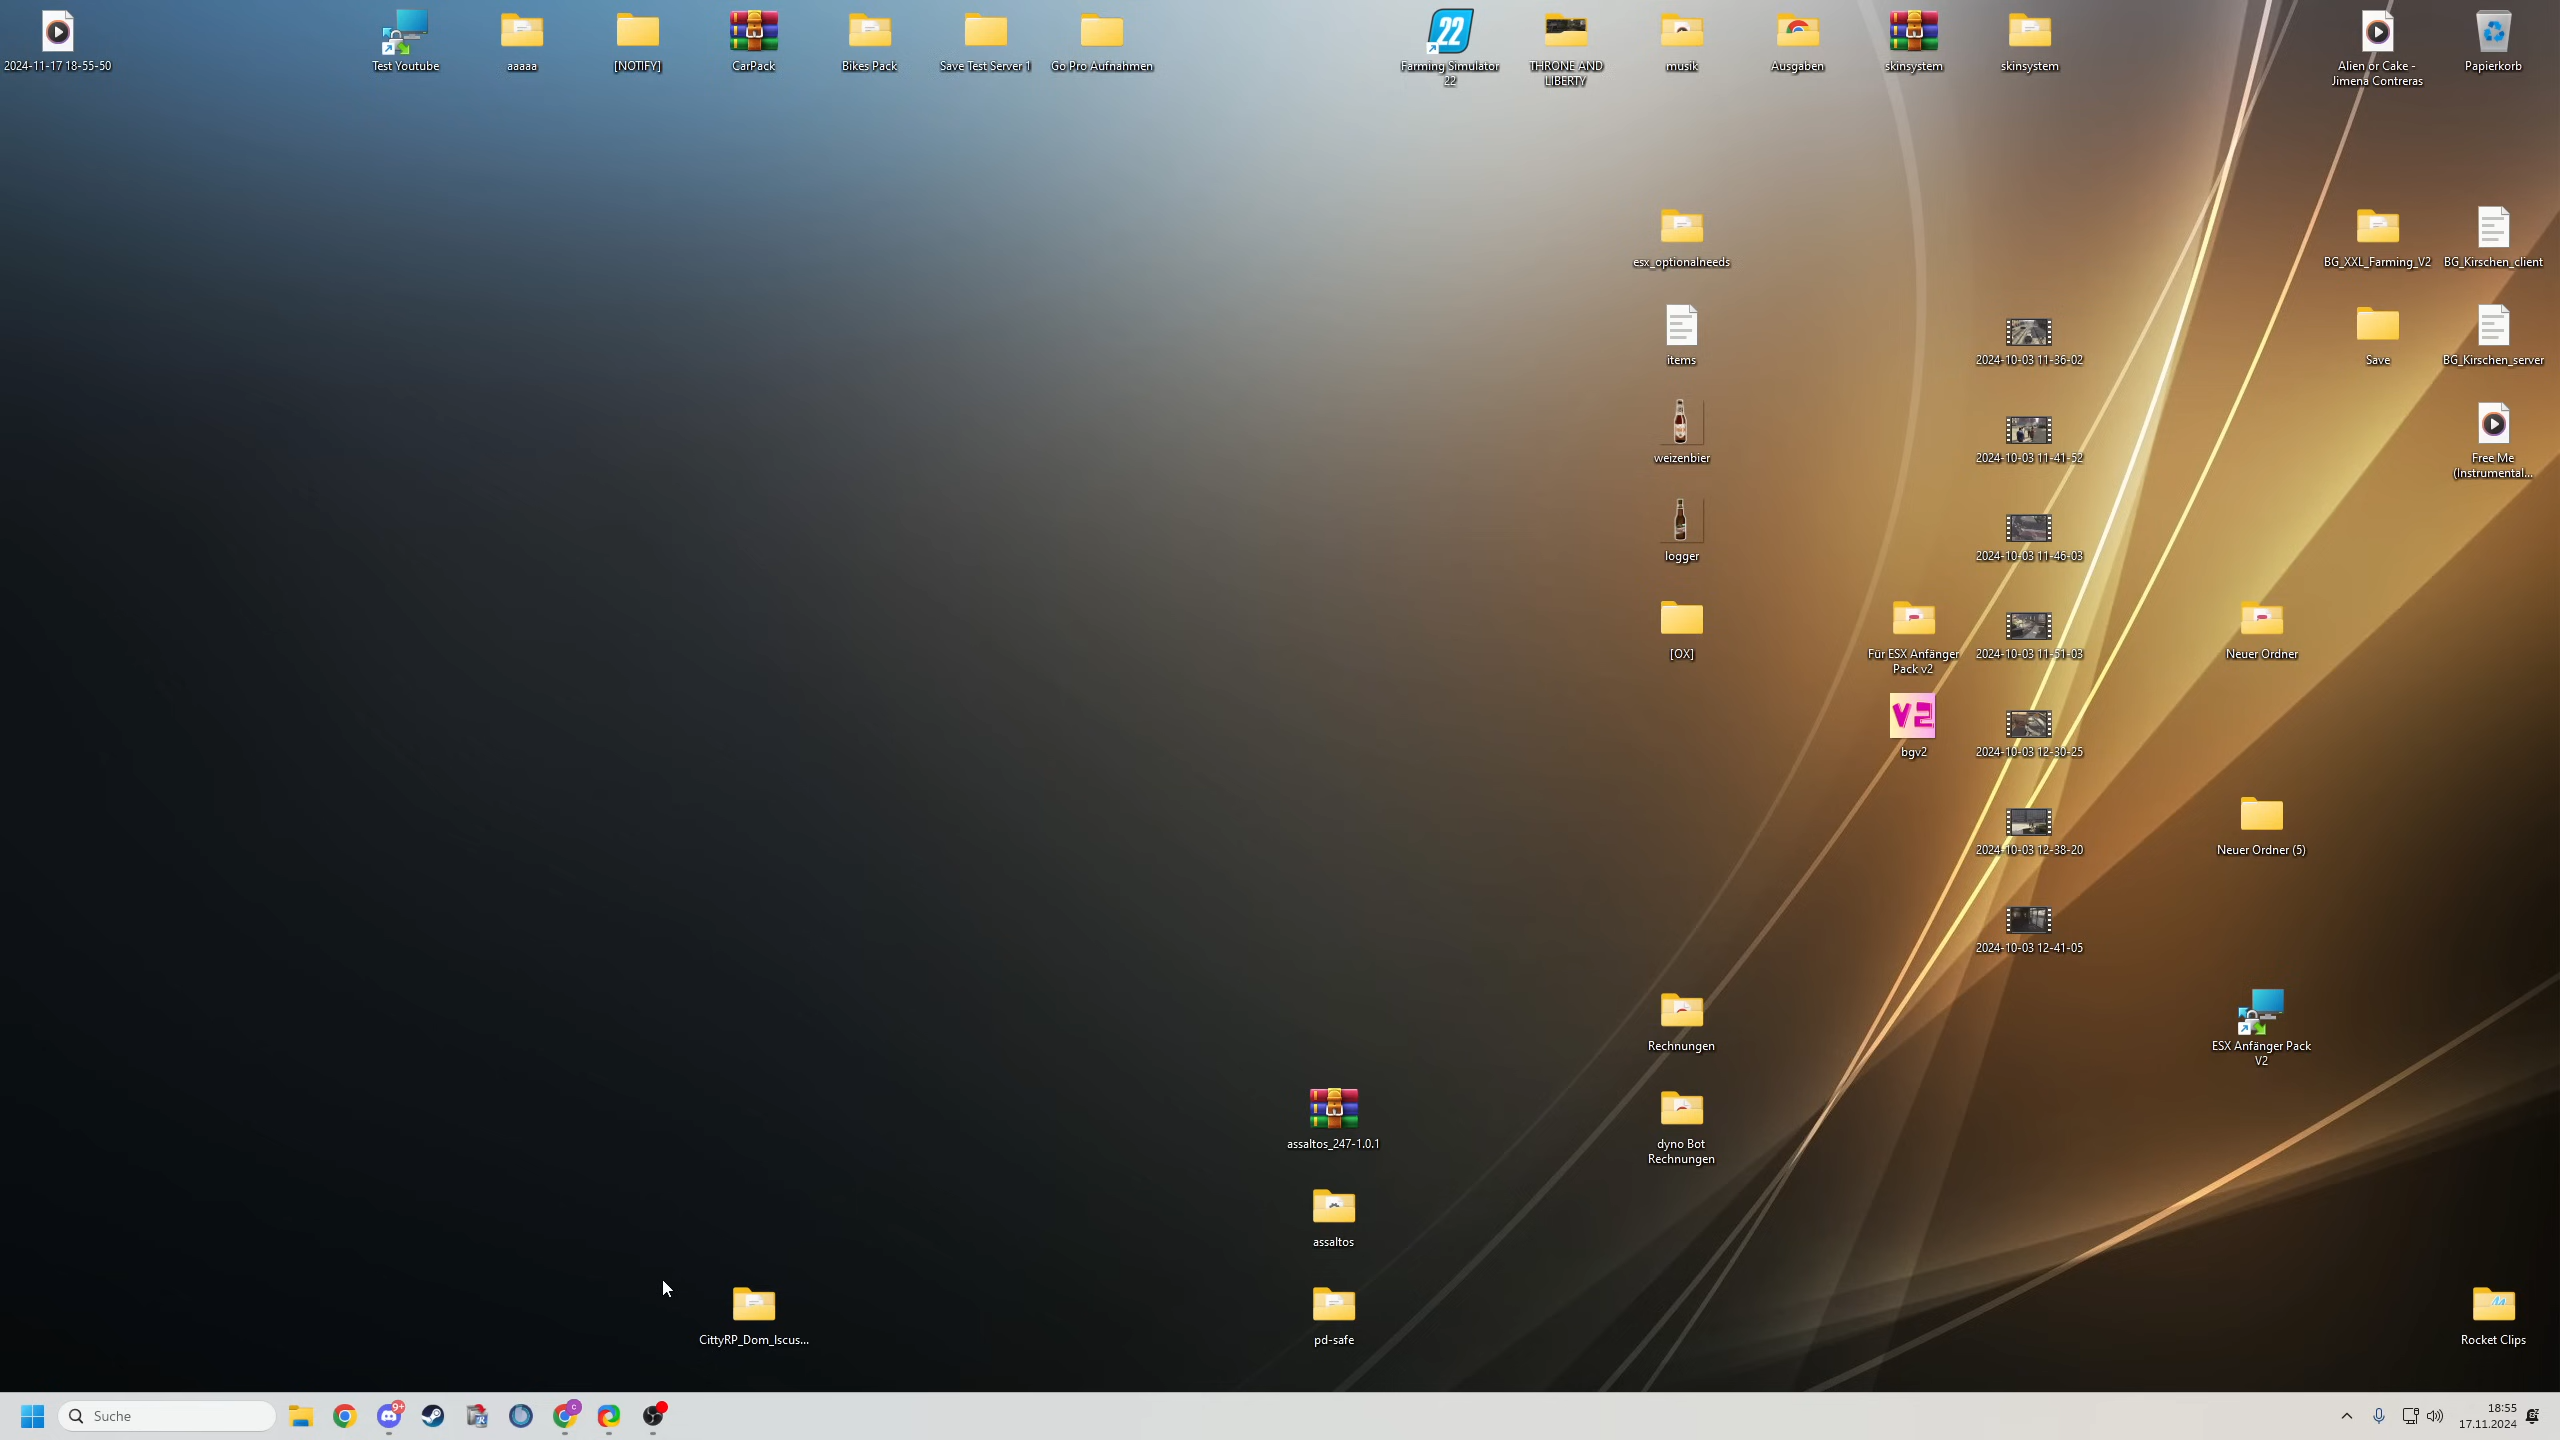 2024-11-17 18-55-50
Test Youtube
aaaaa
[NOTIFY]
CarPack
Bikes Pack
Save Test Server 1
Go Pro Aufnahmen
22
Farming Simulator
22
THRONE AND
LIBERTY
musik
Ausgaben
skinsystem
skinsystem
Alien or Cake -
Jimena Contreras
Papierkorb
esx_optionalneeds
BG_XXL_Farming_V2
BG_Kirschen_client
items
2024-10-03 11-36-02
Save
BG_Kirschen_server
weizenbier
2024-10-03 11-41-52
Free Me
(Instrumental...
logger
2024-10-03 11-46-03
[OX]
Für ESX Anfänger
Pack v2
2024-10-03 11-51-03
Neuer Ordner
V2
bgv2
2024-10-03 12-30-25
2024-10-03 12-38-20
Neuer Ordner (5)
2024-10-03 12-41-05
Rechnungen
ESX Anfänger Pack
V2
assaltos_247-1.0.1
dyno Bot
Rechnungen
assaltos
CittyRP_Dom_Iscus...
pd-safe
Rocket Clips
Suche
9+
c
18:55
17.11.2024